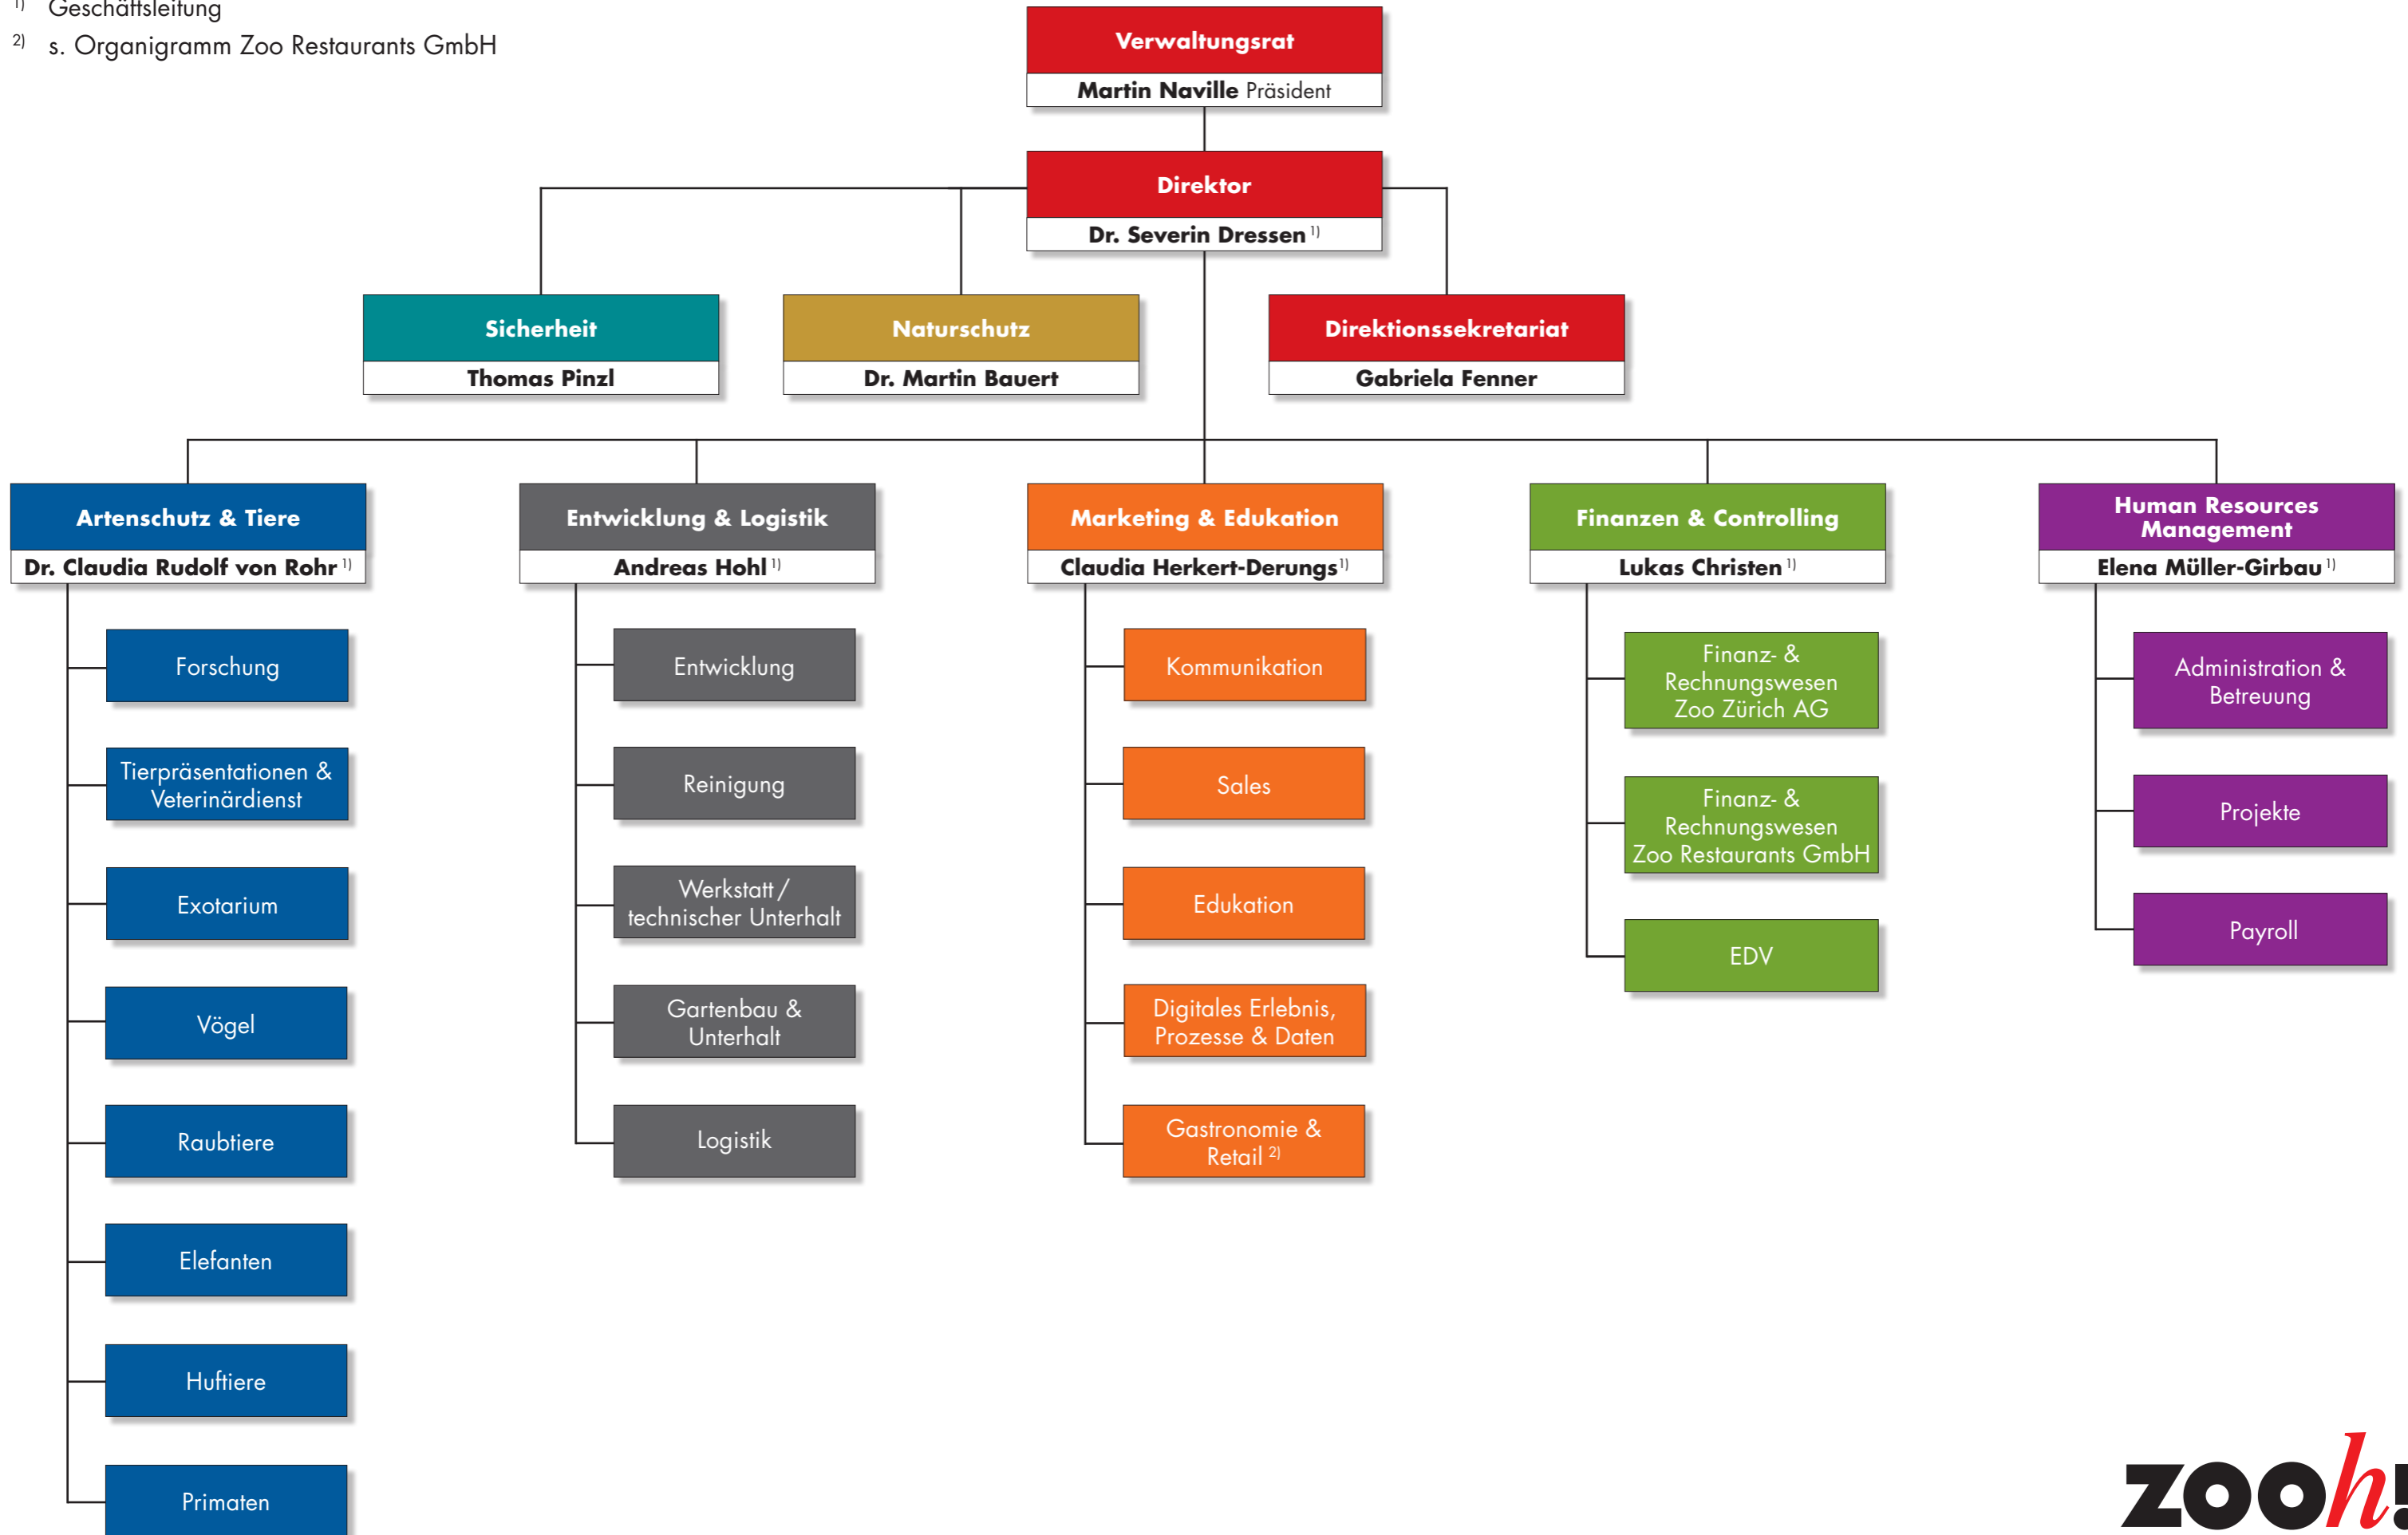 1) Geschäftsleitung
2) s. Organigramm Zoo Restaurants GmbH
Verwaltungsrat
Martin Naville Präsident
Direktor
Dr. Severin Dressen 1)
Sicherheit
Thomas Pinzl
Naturschutz
Dr. Martin Bauert
Direktionssekretariat
Gabriela Fenner
Artenschutz & Tiere
Dr. Claudia Rudolf von Rohr 1)
Forschung
Tierpräsentationen &
Veterinärdienst
Exotarium
Vögel
Raubtiere
Elefanten
Huftiere
Primaten
Entwicklung & Logistik
Andreas Hohl 1)
Entwicklung
Reinigung
Werkstatt /
technischer Unterhalt
Gartenbau &
Unterhalt
Logistik
Marketing & Edukation
Claudia Herkert-Derungs 1)
Kommunikation
Sales
Edukation
Digitales Erlebnis,
Prozesse & Daten
Gastronomie &
Retail 2)
Finanzen & Controlling
Lukas Christen 1)
Finanz- &
Rechnungswesen
Zoo Zürich AG
Finanz- &
Rechnungswesen
Zoo Restaurants GmbH
EDV
Human Resources
Management
Elena Müller-Girbau 1)
Administration &
Betreuung
Projekte
Payroll
zooh!